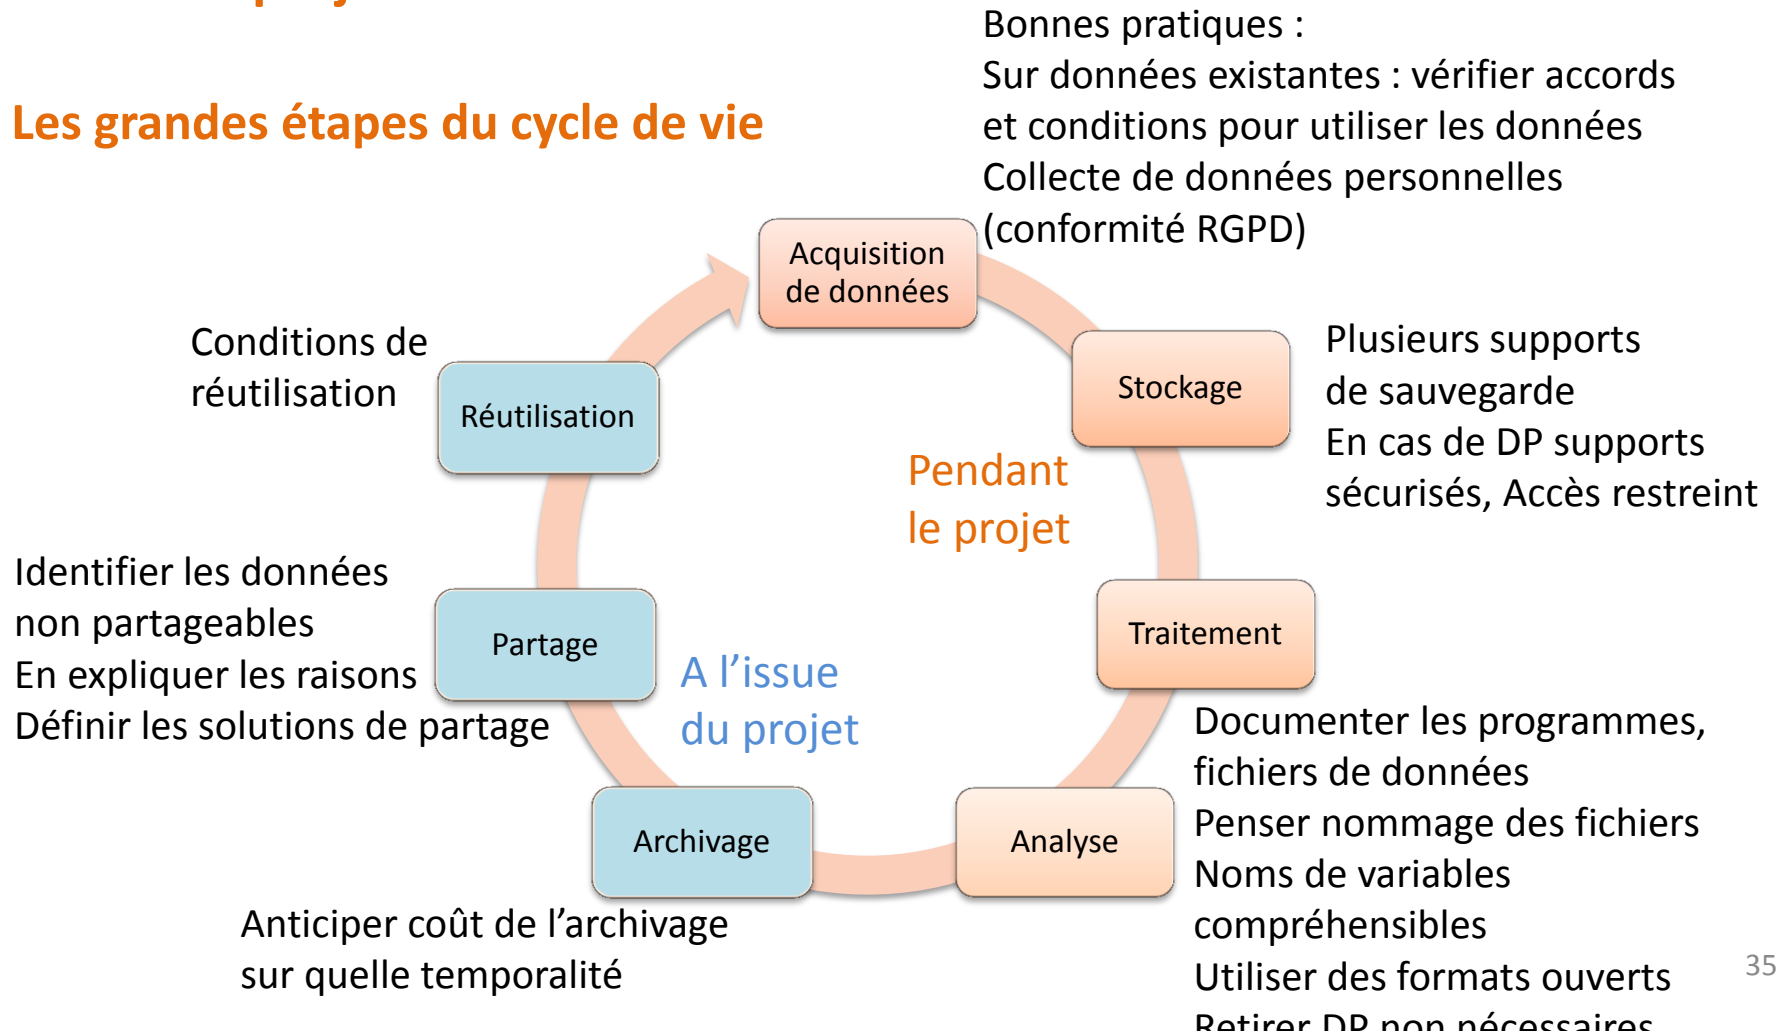 Les grandes étapes du cycle de vie
Bonnes pratiques :
Sur données existantes : vérifier accords
et conditions pour utiliser les données
Collecte de données personnelles
(conformité RGPD)
Acquisition
de données
Stockage
Plusieurs supports
de sauvegarde
En cas de DP supports
sécurisés, Accès restreint
Pendant
le projet
Traitement
Documenter les programmes,
fichiers de données
Penser nommage des fichiers
Noms de variables
compréhensibles
Utiliser des formats ouverts
Retirer DP non nécessaires
Analyse
Archivage
Anticiper coût de l’archivage
sur quelle temporalité
A l’issue
du projet
Partage
Identifier les données
non partageables
En expliquer les raisons
Définir les solutions de partage
Réutilisation
Conditions de
réutilisation
35